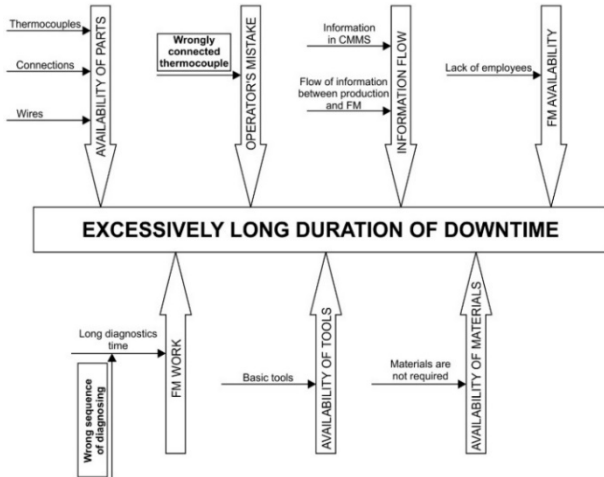 Thermocouples
Connections
Wires
AVAILABILITY OF PARTS
Wrongly
connected
thermocouple
OPERATOR'S MISTAKE
Information
in CMMS
Flow of information
between production
and FM
INFORMATION FLOW
Lack of employees
FM AVAILABILITY
EXCESSIVELY LONG DURATION OF DOWNTIME
Long diagnostics
time
Wrong sequence
of diagnosing
FM WORK
Basic tools
AVAILABILITY OF TOOLS
Materials are
not required
AVAILABILITY OF MATERIALS